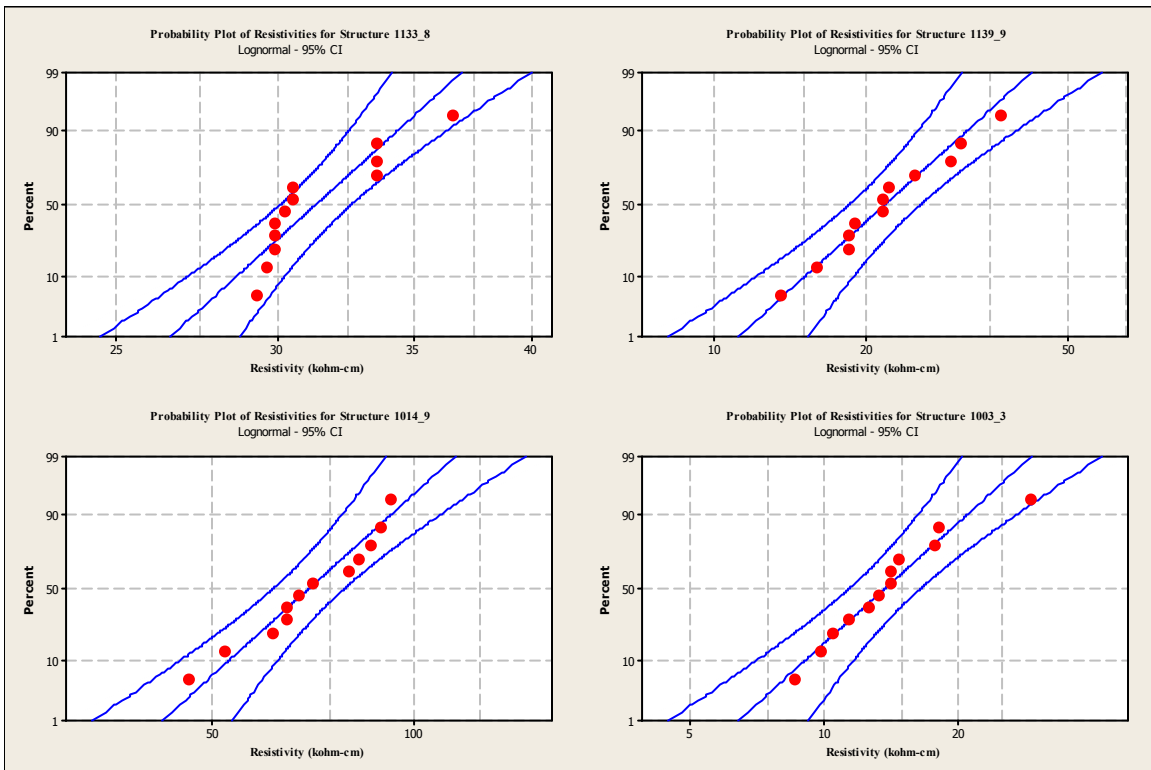 Probability Plot of Resistivities for Structure 1133_8
Lognormal - 95% CI
99
90
50
10
1
Percent
25 30 35 40
Resistivity (kohm-cm)
Probability Plot of Resistivities for Structure 1139_9
Lognormal - 95% CI
99
90
50
10
1
Percent
10 20 50
Resistivity (kohm-cm)
Probability Plot of Resistivities for Structure 1014_9
Lognormal - 95% CI
99
90
50
10
1
Percent
50 100
Resistivity (kohm-cm)
Probability Plot of Resistivities for Structure 1003_3
Lognormal - 95% CI
99
90
50
10
1
Percent
5 10 20
Resistivity (kohm-cm)